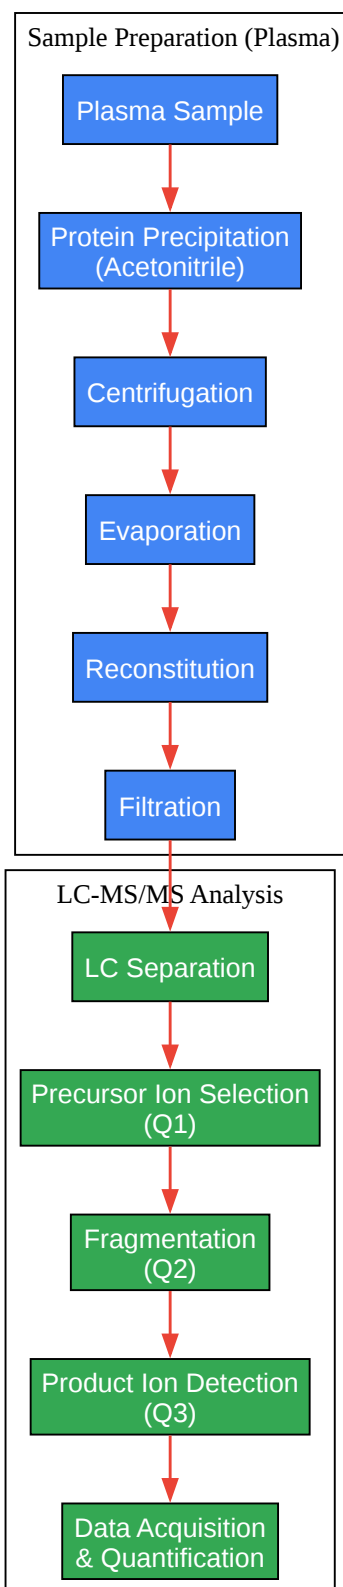 Sample Preparation (Plasma)
Plasma Sample
Protein Precipitation
(Acetonitrile)
Centrifugation
Evaporation
Reconstitution
Filtration
LC-MS/MS Analysis
LC Separation
Precursor Ion Selection
(Q1)
Fragmentation
(Q2)
Product Ion Detection
(Q3)
Data Acquisition
& Quantification